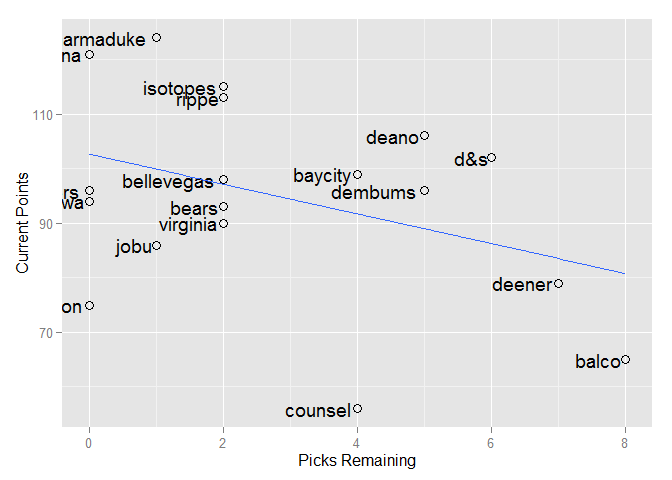 armaduke
na
isotopes
rippe
110
deano
d&s
baycity
bellevegas
dembums
rs
wa
bears
90
virginia
jobu
deener
on
70
balco
counsel
0 2 4 6 8
Picks Remaining
Current Points